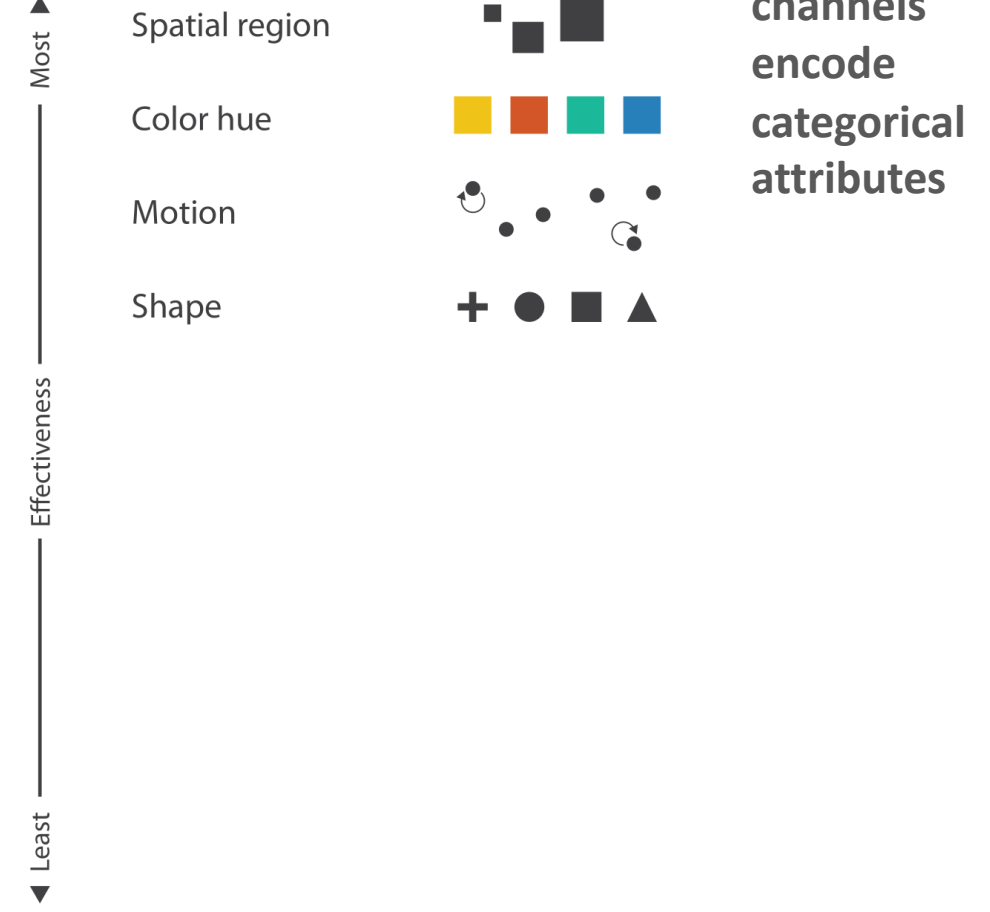 Most
Effectiveness
Least
Spatial region
Color hue
Motion
Shape
channels
encode
categorical
attributes